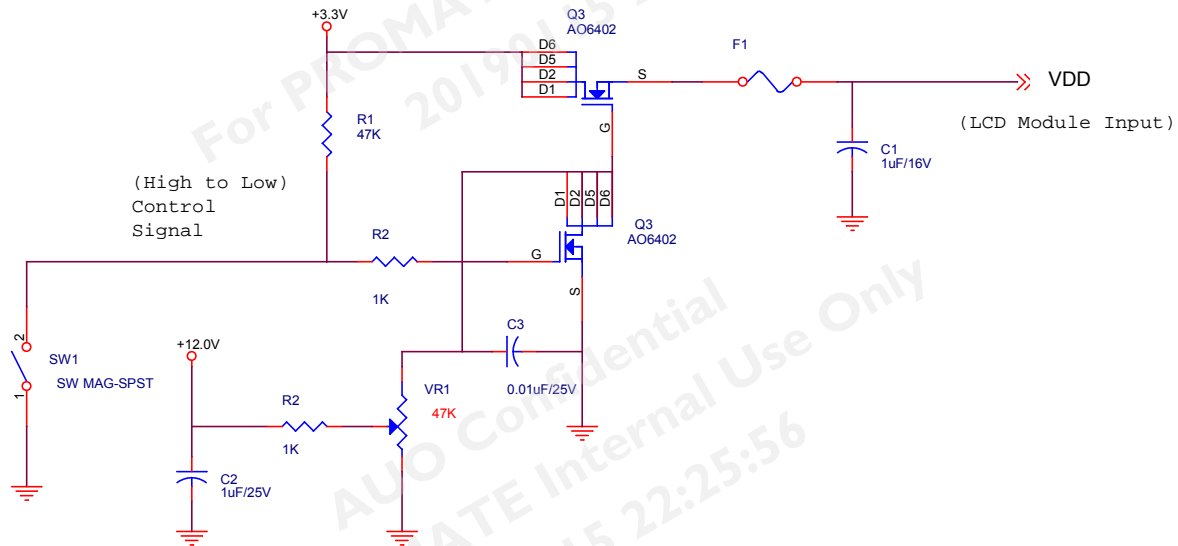 +3.3V
Q3
AO6402
D6
D5
D2
D1
S
G
F1
VDD
(LCD Module Input)
R1
47K
C1
1uF/16V
(High to Low)
Control
Signal
D1
D2
D5
D6
Q3
AO6402
R2
1K
G
S
2
1
SW1
SW MAG-SPST
+12.0V
C3
0.01uF/25V
VR1
47K
R2
1K
C2
1uF/25V
For PROMATE
AUO Confidential
Internal Use Only
22:25:56